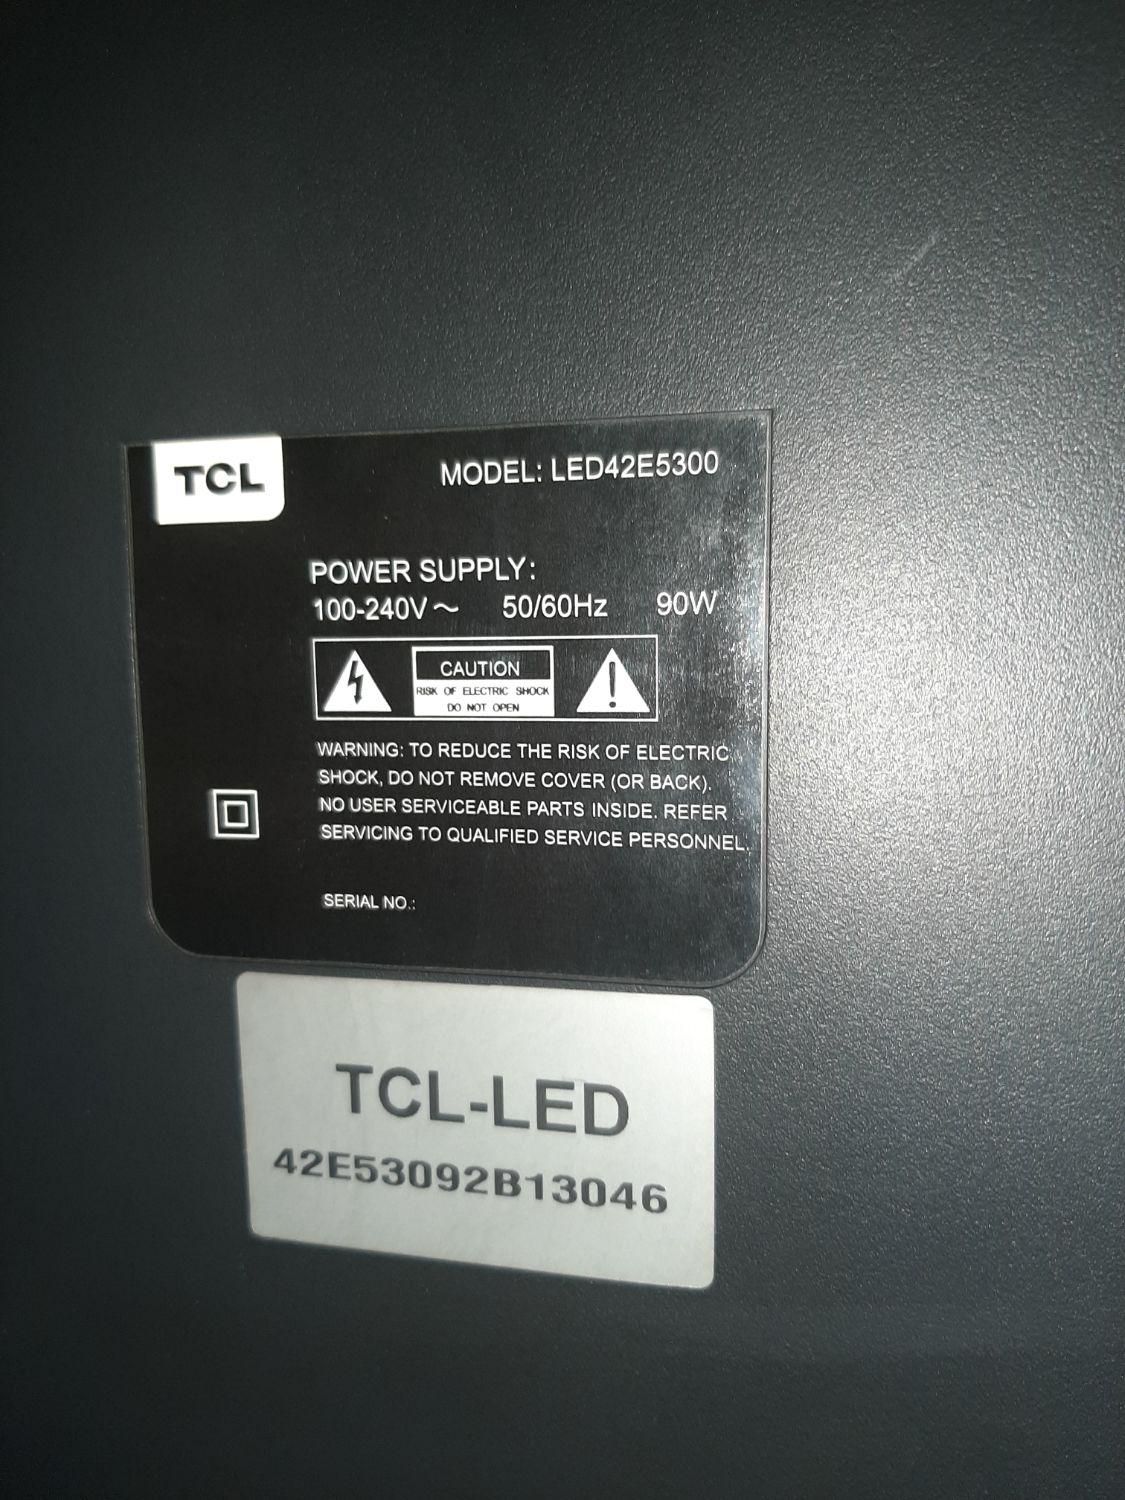 TCL
MODEL: LED42E5300
POWER SUPPLY:
100-240V～ 50/60Hz 90W
CAUTION
RISK OF ELECTRIC SHOCK
DO NOT OPEN
WARNING: TO REDUCE THE RISK OF ELECTRIC
SHOCK, DO NOT REMOVE COVER (OR BACK).
NO USER SERVICEABLE PARTS INSIDE. REFER
SERVICING TO QUALIFIED SERVICE PERSONNEL.
SERIAL NO.:
TCL-LED
42E53092B13046